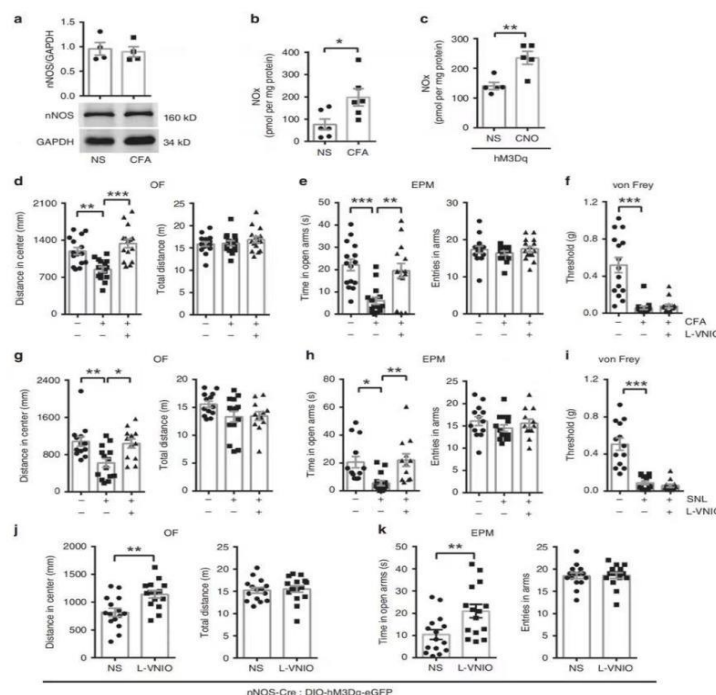 a
nNOS/GAPDH
1.5
1.0
0.5
0.0
nNOS
160 kD
GAPDH
34 kD
NS CFA
b
NOx
(pmol per mg protein)
400
300
200
100
0
*
NS CFA
c
NOx
(pmol per mg protein)
300
200
100
0
**
NS CNO
hM3Dq
d
OF
Distance in center (mm)
2100
1400
700
0
** ***
– + +
– – +
Total distance (m)
25
20
15
10
5
0
– + +
– – +
e
EPM
Time in open arms (s)
50
40
30
20
10
0
*** **
– + +
– – +
Entries in arms
40
30
20
10
0
– + +
– – +
f
von Frey
Threshold (g)
1.2
0.8
0.4
0.0
***
– + + CFA
– – + L-VNIO
g
OF
Distance in center (mm)
2400
1600
800
0
** *
– + +
– – +
Total distance (m)
20
15
10
5
0
– + +
– – +
h
EPM
Time in open arms (s)
80
60
40
20
0
* **
– + +
– – +
Entries in arms
25
20
15
10
5
0
– + +
– – +
i
von Frey
Threshold (g)
1.2
0.8
0.4
0.0
***
– + + SNL
– – + L-VNIO
j
OF
Distance in center (mm)
2000
1500
1000
500
0
**
NS L-VNIO
Total distance (m)
25
20
15
10
5
0
NS L-VNIO
k
EPM
Time in open arms (s)
50
40
30
20
10
0
**
NS L-VNIO
Entries in arms
30
20
10
0
NS L-VNIO
nNOS-Cre : DIO-hM3Dq-eGFP